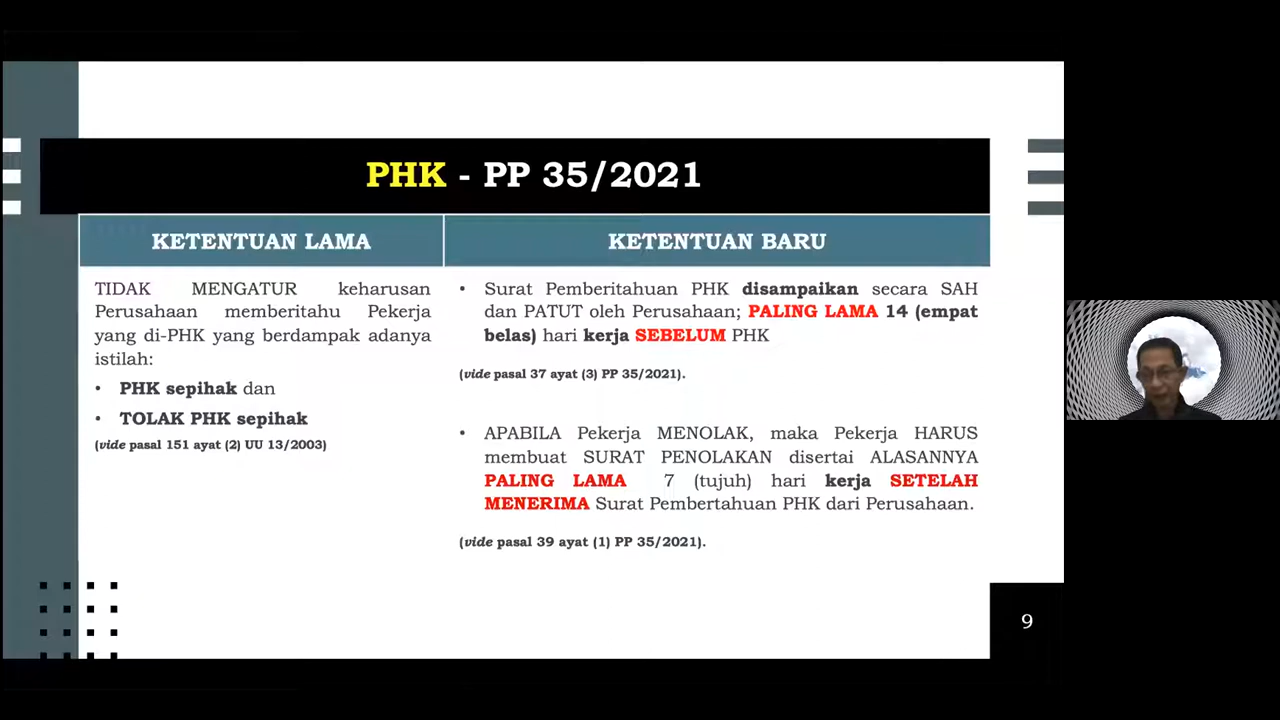 PHK - PP 35/2021
KETENTUAN LAMA
KETENTUAN BARU
TIDAK MENGATUR keharusan
Perusahaan memberitahu Pekerja
yang di-PHK yang berdampak adanya
istilah:
• PHK sepihak dan
• TOLAK PHK sepihak
(vide pasal 151 ayat (2) UU 13/2003)
• Surat Pemberitahuan PHK disampaikan secara SAH
dan PATUT oleh Perusahaan; PALING LAMA 14 (empat
belas) hari kerja SEBELUM PHK
(vide pasal 37 ayat (3) PP 35/2021).
• APABILA Pekerja MENOLAK, maka Pekerja HARUS
membuat SURAT PENOLAKAN disertai ALASANNYA
PALING LAMA 7 (tujuh) hari kerja SETELAH
MENERIMA Surat Pembertahuan PHK dari Perusahaan.
(vide pasal 39 ayat (1) PP 35/2021).
9